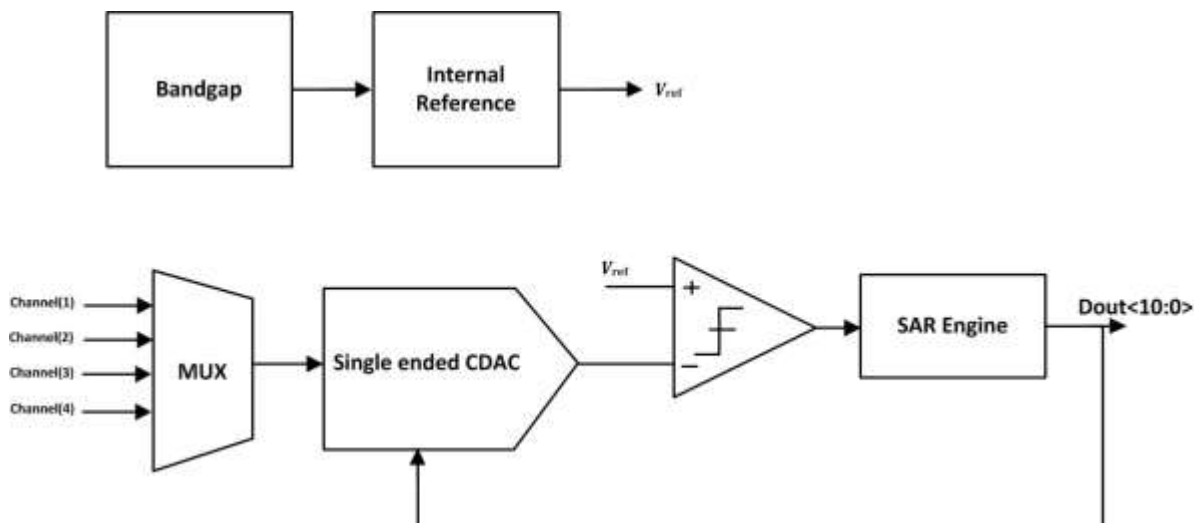 Bandgap
Internal
Reference
Vref
Channel(1)
Channel(2)
Channel(3)
Channel(4)
MUX
Single ended CDAC
Vref
+
−
SAR Engine
Dout<10:0>